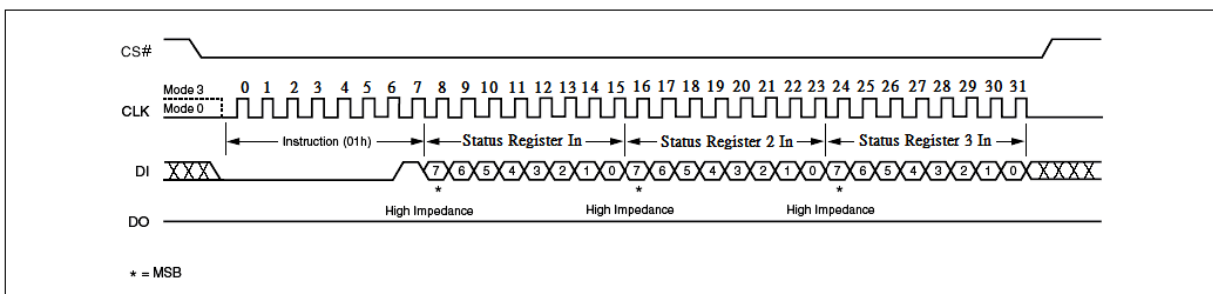 CS#
0 1 2 3 4 5 6 7 8 9 10 11 12 13 14 15 16 17 18 19 20 21 22 23 24 25 26 27 28 29 30 31
Mode 3
CLK Mode 0
Instruction (01h) Status Register In Status Register 2 In Status Register 3 In
DI 7 6 5 4 3 2 1 0 7 6 5 4 3 2 1 0 7 6 5 4 3 2 1 0
* * *
High Impedance High Impedance High Impedance
DO
* = MSB